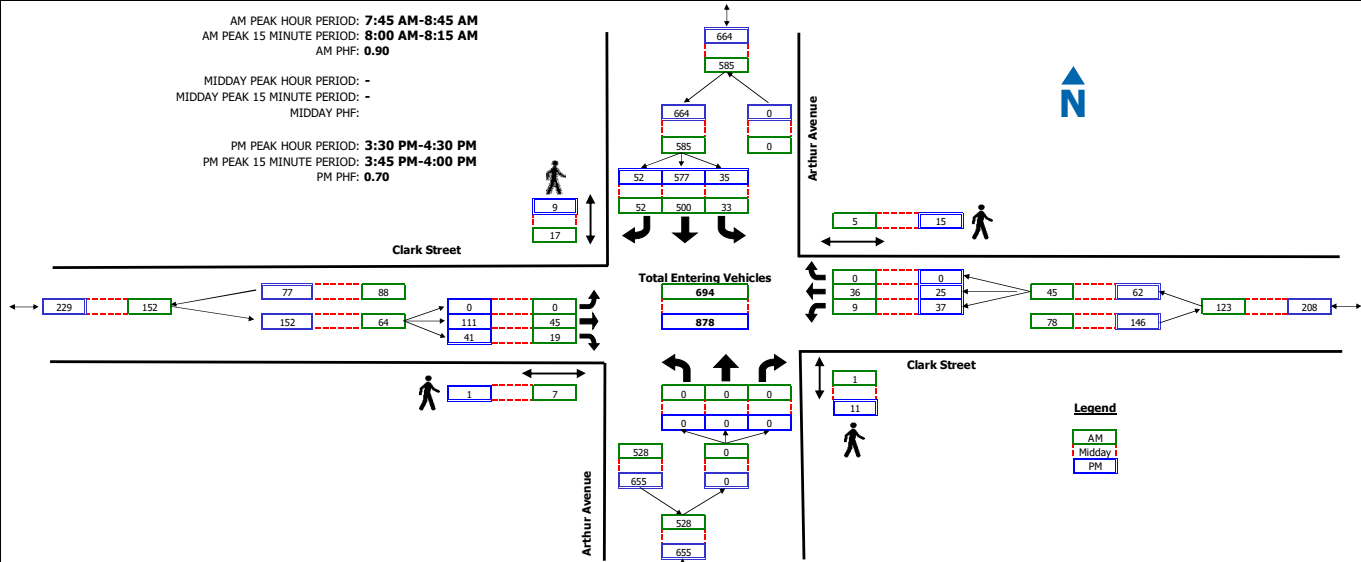 AM PEAK HOUR PERIOD: 7:45 AM-8:45 AM
AM PEAK 15 MINUTE PERIOD: 8:00 AM-8:15 AM
AM PHF: 0.90
MIDDAY PEAK HOUR PERIOD: -
MIDDAY PEAK 15 MINUTE PERIOD: -
MIDDAY PHF:
PM PEAK HOUR PERIOD: 3:30 PM-4:30 PM
PM PEAK 15 MINUTE PERIOD: 3:45 PM-4:00 PM
PM PHF: 0.70
664
585
664 0
585 0
52 577 35
52 500 33
Arthur Avenue
N
9
17
5 15
Clark Street
Total Entering Vehicles
694
878
229 152
77 88
152 64
0 0
111 45
41 19
0 0
36 25
9 37
45 62
78 146
123 208
1 7
Clark Street
0 0 0
0 0 0
1
11
528 0
655 0
528
655
Arthur Avenue
Legend
AM
Midday
PM